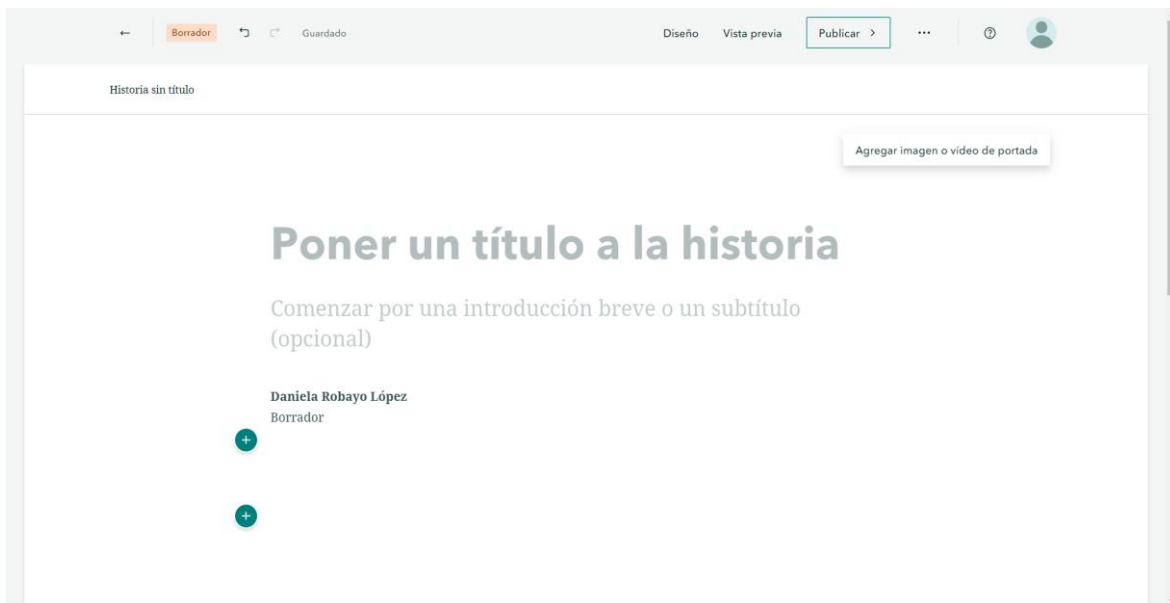 Borrador Guardado Diseño Vista previa Publicar > ...
Historia sin título
Agregar imagen o vídeo de portada
Poner un título a la historia
Comenzar por una introducción breve o un subtítulo
(opcional)
Daniela Robayo López
Borrador